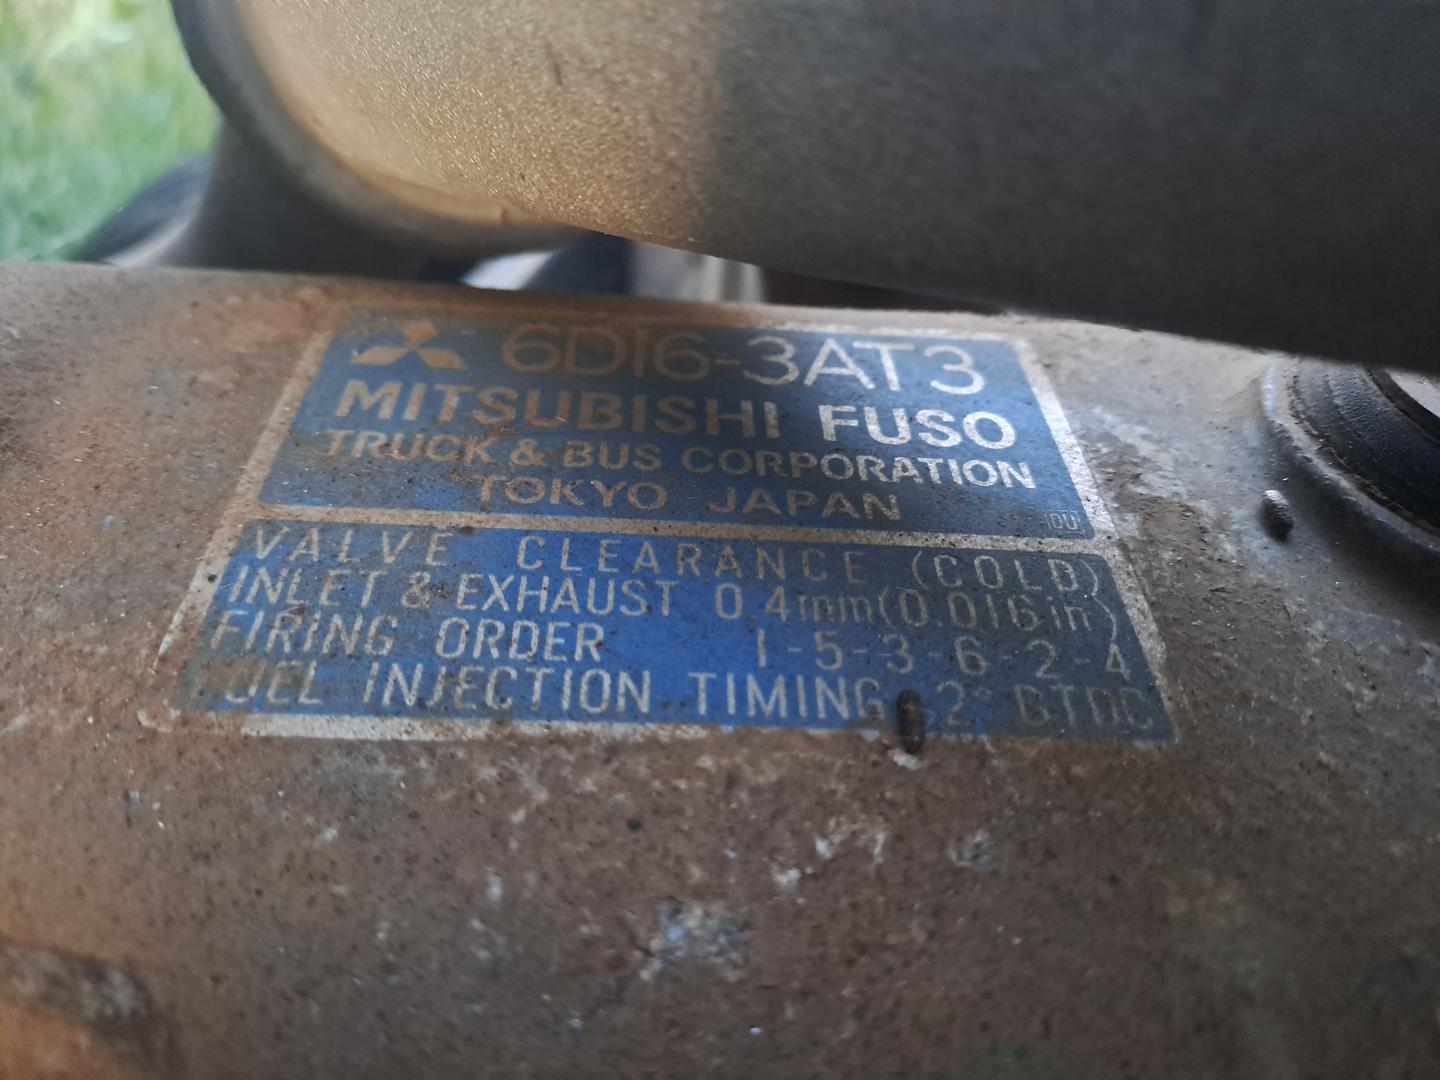 6D16-3AT3
MITSUBISHI FUSO
TRUCK & BUS CORPORATION
TOKYO JAPAN
VALVE CLEARANCE (COLD)
INLET & EXHAUST 0.4mm(0.016in)
FIRING ORDER 1-5-3-6-2-4
FUEL INJECTION TIMING 2° BTDC